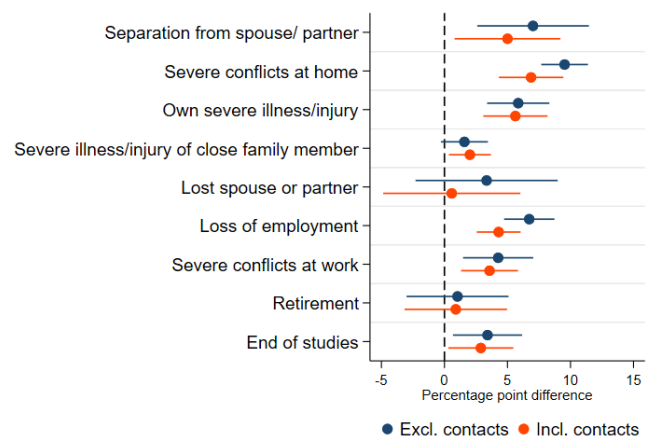 Separation from spouse/ partner
Severe conflicts at home
Own severe illness/injury
Severe illness/injury of close family member
Lost spouse or partner
Loss of employment
Severe conflicts at work
Retirement
End of studies
-5 0 5 10 15
Percentage point difference
Excl. contacts Incl. contacts